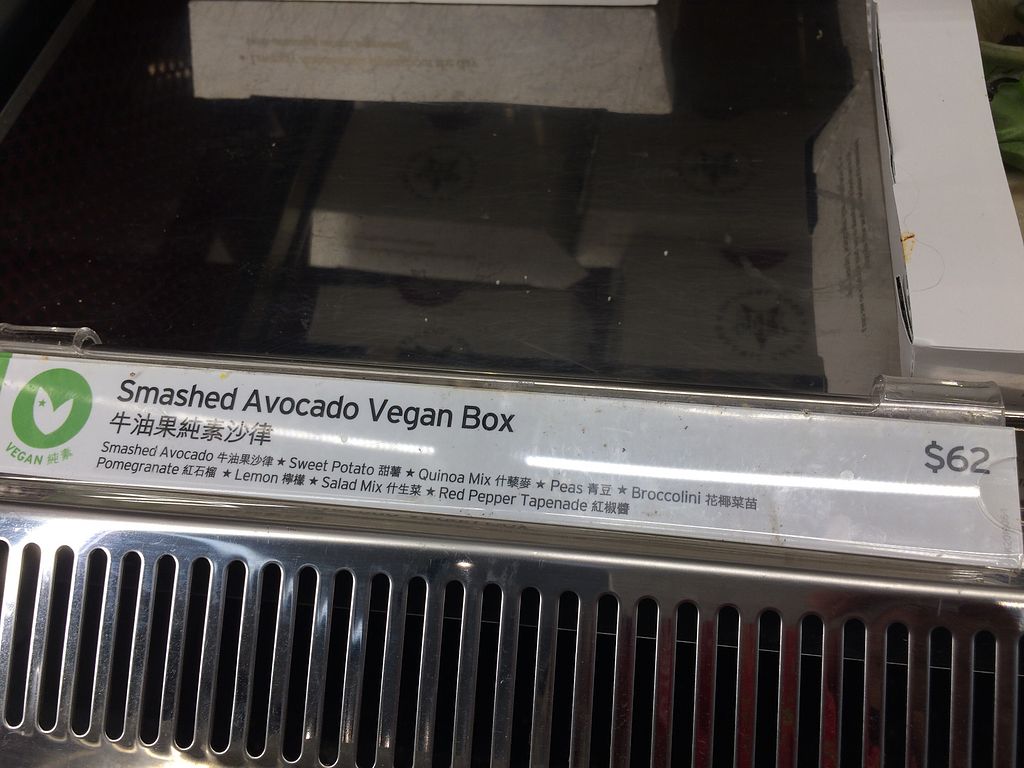 Smashed Avocado Vegan Box
牛油果純素沙律
$62
VEGAN 純素
Smashed Avocado 牛油果沙律 ★ Sweet Potato 甜薯 ★ Quinoa Mix 什藜麥 ★ Peas 青豆 ★ Broccolini 花椰菜苗
Pomegranate 紅石榴 ★ Lemon 檸檬 ★ Salad Mix 什生菜 ★ Red Pepper Tapenade 紅椒醬